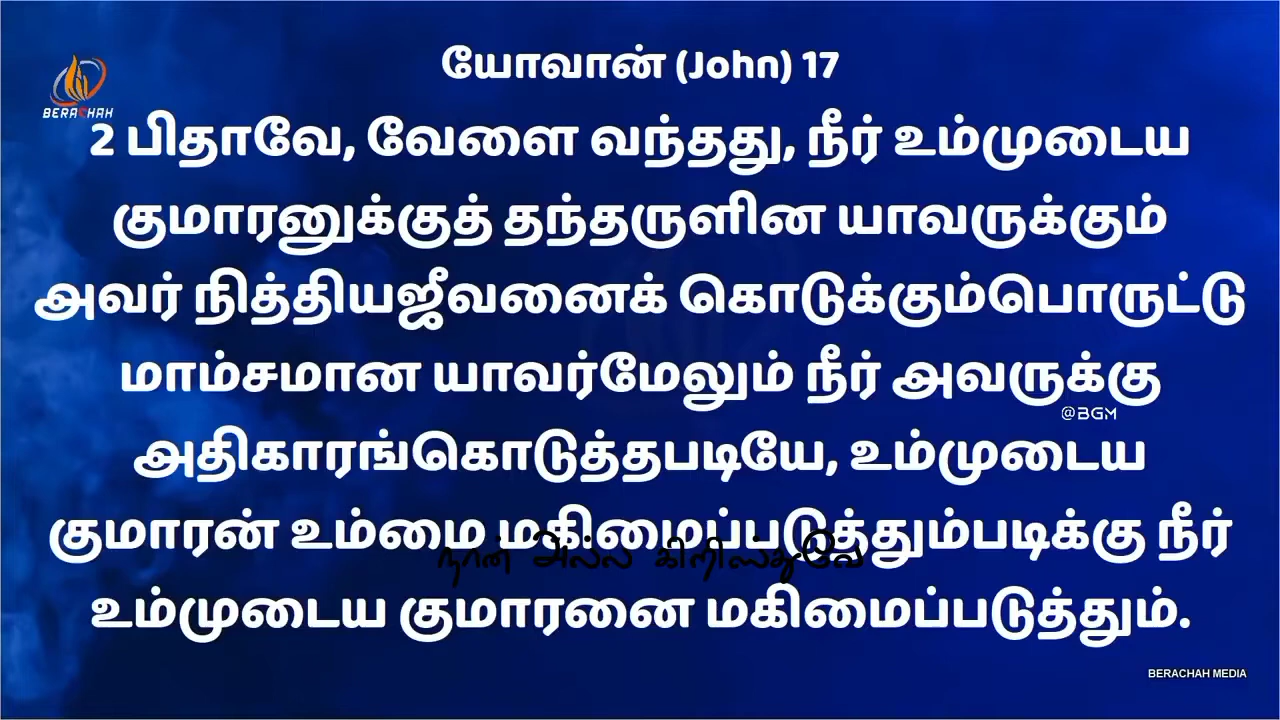 யோவான் (John) 17
BERACHAH
2 பிதாவே, வேளை வந்தது, நீர் உம்முடைய
குமாரனுக்குத் தந்தருளின யாவருக்கும்
அவர் நித்தியஜீவனைக் கொடுக்கும்பொருட்டு
மாம்சமான யாவர்மேலும் நீர் அவருக்கு
@BGM
அதிகாரங்கொடுத்தபடியே, உம்முடைய
குமாரன் உம்மை மகிமைப்படுத்தும்படிக்கு நீர்
நான் அல்ல கிறிஸ்துவே
உம்முடைய குமாரனை மகிமைப்படுத்தும்.
BERACHAH MEDIA